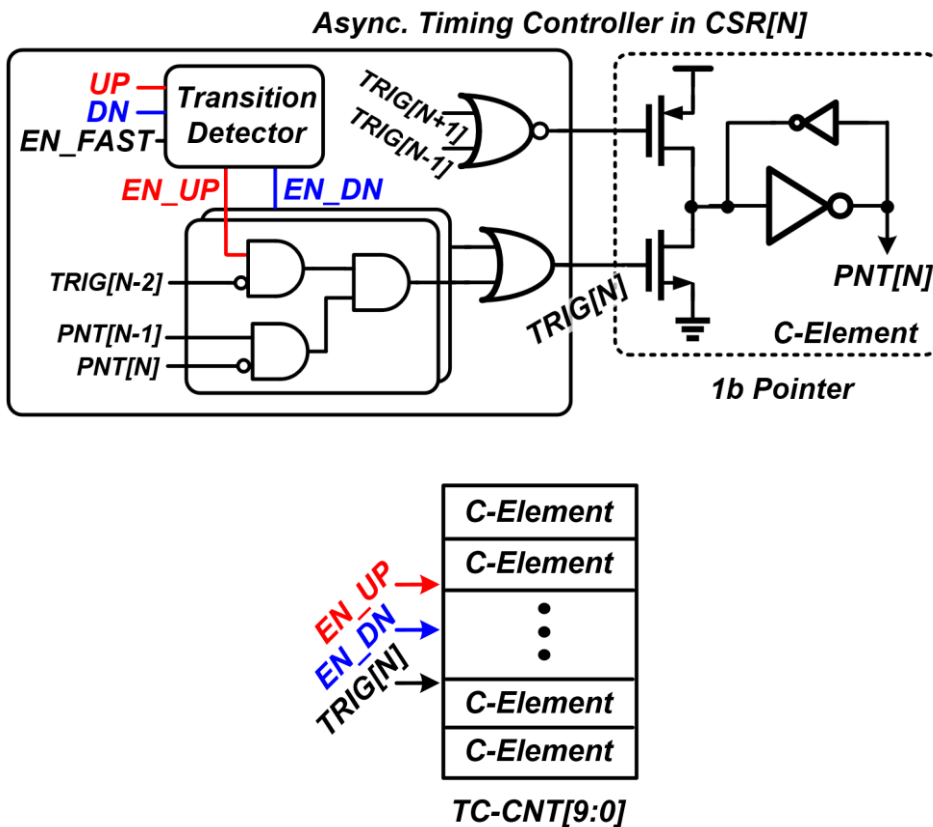 Async. Timing Controller in CSR[N]
UP
DN
EN_FAST
Transition
Detector
EN_UP
EN_DN
TRIG[N+1]
TRIG[N-1]
TRIG[N-2]
PNT[N-1]
PNT[N]
TRIG[N]
PNT[N]
C-Element
1b Pointer
C-Element
C-Element
EN_UP
EN_DN
TRIG[N]
C-Element
C-Element
TC-CNT[9:0]